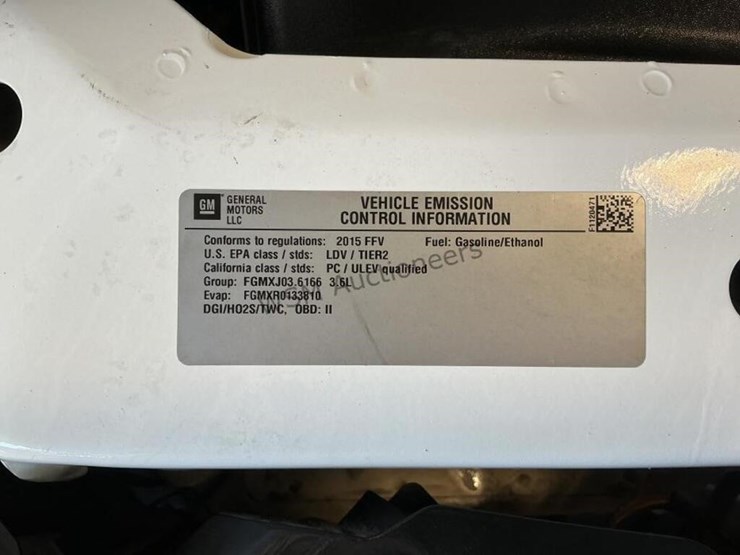 GM GENERAL
MOTORS
LLC
VEHICLE EMISSION
CONTROL INFORMATION
F1120421
Conforms to regulations: 2015 FFV Fuel: Gasoline/Ethanol
U.S. EPA class / stds: LDV / TIER2
California class / stds: PC / ULEV qualified
Group: FGMXJ03.6166 3.6L
Evap: FGMXR0133810
DGI/HO2S/TWC, OBD: II
Auctioneers